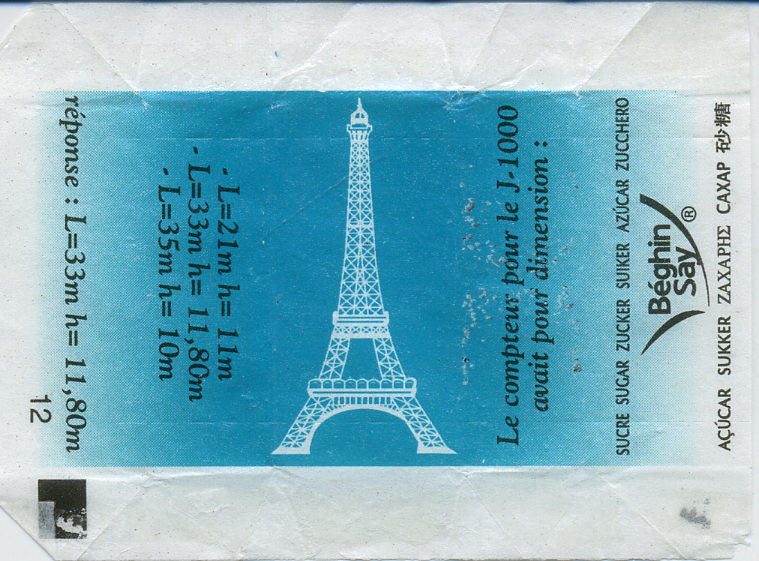 AÇÚCAR SUKKER ΖΑΧΑΡΗΣ CAXAP 砂糖
Béghin
Say®
SUCRE SUGAR ZUCKER SUIKER AZÚCAR ZUCCHERO
Le compteur pour le J-1000
avait pour dimension :
- L=21m h= 11m
- L=33m h= 11,80m
- L=35m h= 10m
réponse : L=33m h= 11,80m
12